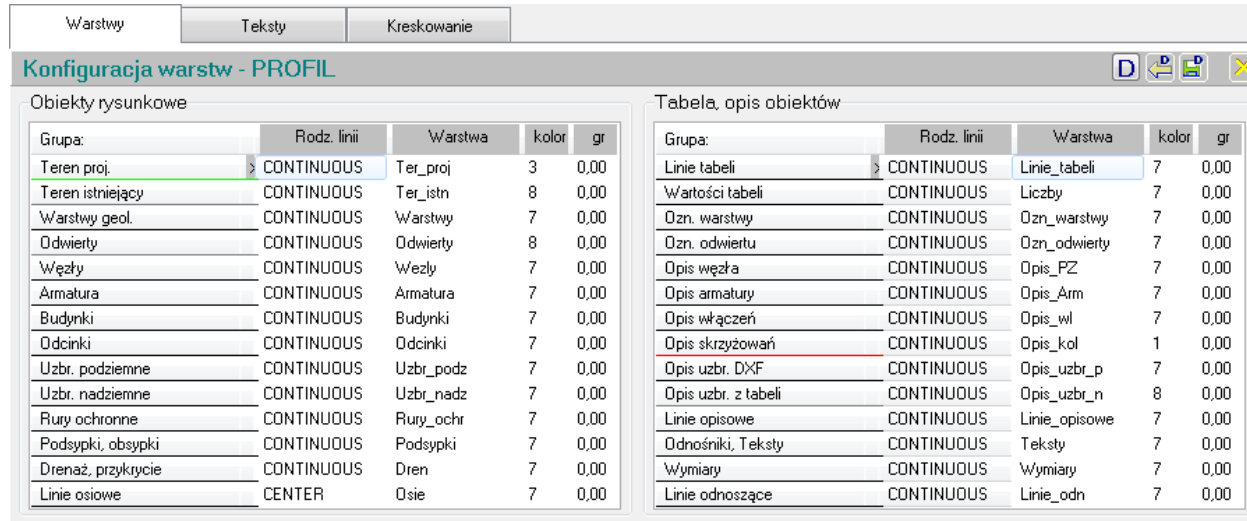 Warstwy Teksty Kreskowanie
Konfiguracja warstw - PROFIL D D D
Obiekty rysunkowe
Grupa: Rodz. linii Warstwa kolor gr
Teren proj. > CONTINUOUS Ter_proj 3 0,00
Teren istniejący CONTINUOUS Ter_istn 8 0,00
Warstwy geol. CONTINUOUS Warstwy 7 0,00
Odwierty CONTINUOUS Odwierty 8 0,00
Węzły CONTINUOUS Wezly 7 0,00
Armatura CONTINUOUS Armatura 7 0,00
Budynki CONTINUOUS Budynki 7 0,00
Odcinki CONTINUOUS Odcinki 7 0,00
Uzbr. podziemne CONTINUOUS Uzbr_podz 7 0,00
Uzbr. nadziemne CONTINUOUS Uzbr_nadz 7 0,00
Rury ochronne CONTINUOUS Rury_ochr 7 0,00
Podsypki, obsypki CONTINUOUS Podsypki 7 0,00
Drenaż, przykrycie CONTINUOUS Dren 7 0,00
Linie osiowe CENTER Osie 7 0,00
Tabela, opis obiektów
Grupa: Rodz. linii Warstwa kolor gr
Linie tabeli > CONTINUOUS Linie_tabeli 7 0,00
Wartości tabeli CONTINUOUS Liczby 7 0,00
Ozn. warstwy CONTINUOUS Ozn_warstwy 7 0,00
Ozn. odwiertu CONTINUOUS Ozn_odwierty 7 0,00
Opis węzła CONTINUOUS Opis_PZ 7 0,00
Opis armatury CONTINUOUS Opis_Arm 7 0,00
Opis włączeń CONTINUOUS Opis_wl 7 0,00
Opis skrzyżowań CONTINUOUS Opis_kol 1 0,00
Opis uzbr. DXF CONTINUOUS Opis_uzbr_p 7 0,00
Opis uzbr. z tabeli CONTINUOUS Opis_uzbr_n 8 0,00
Linie opisowe CONTINUOUS Linie_opisowe 7 0,00
Odnośniki, Teksty CONTINUOUS Teksty 7 0,00
Wymiary CONTINUOUS Wymiary 7 0,00
Linie odnoszące CONTINUOUS Linie_odn 7 0,00